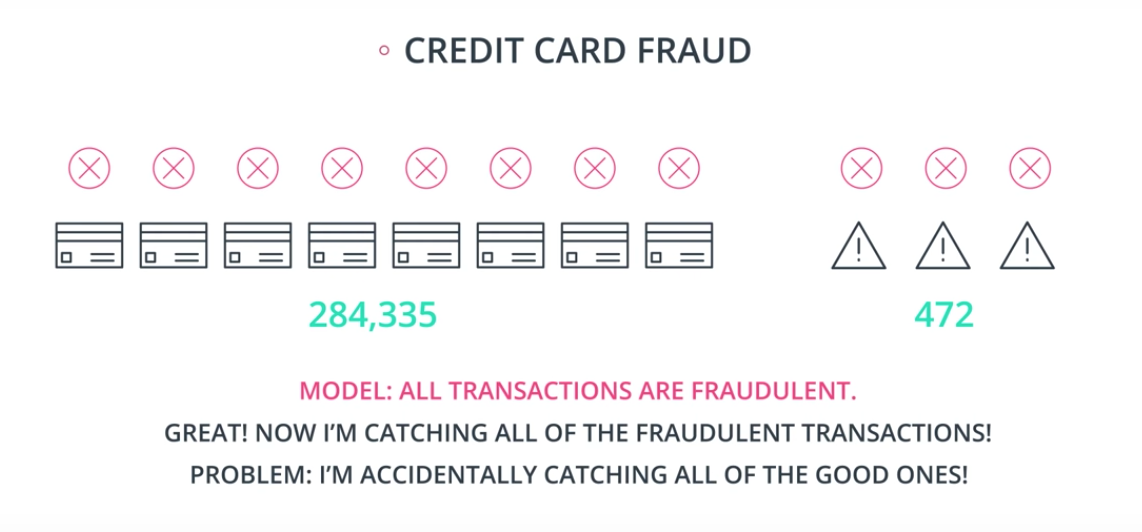 CREDIT CARD FRAUD
284,335
472
MODEL: ALL TRANSACTIONS ARE FRAUDULENT.
GREAT! NOW I'M CATCHING ALL OF THE FRAUDULENT TRANSACTIONS!
PROBLEM: I'M ACCIDENTALLY CATCHING ALL OF THE GOOD ONES!